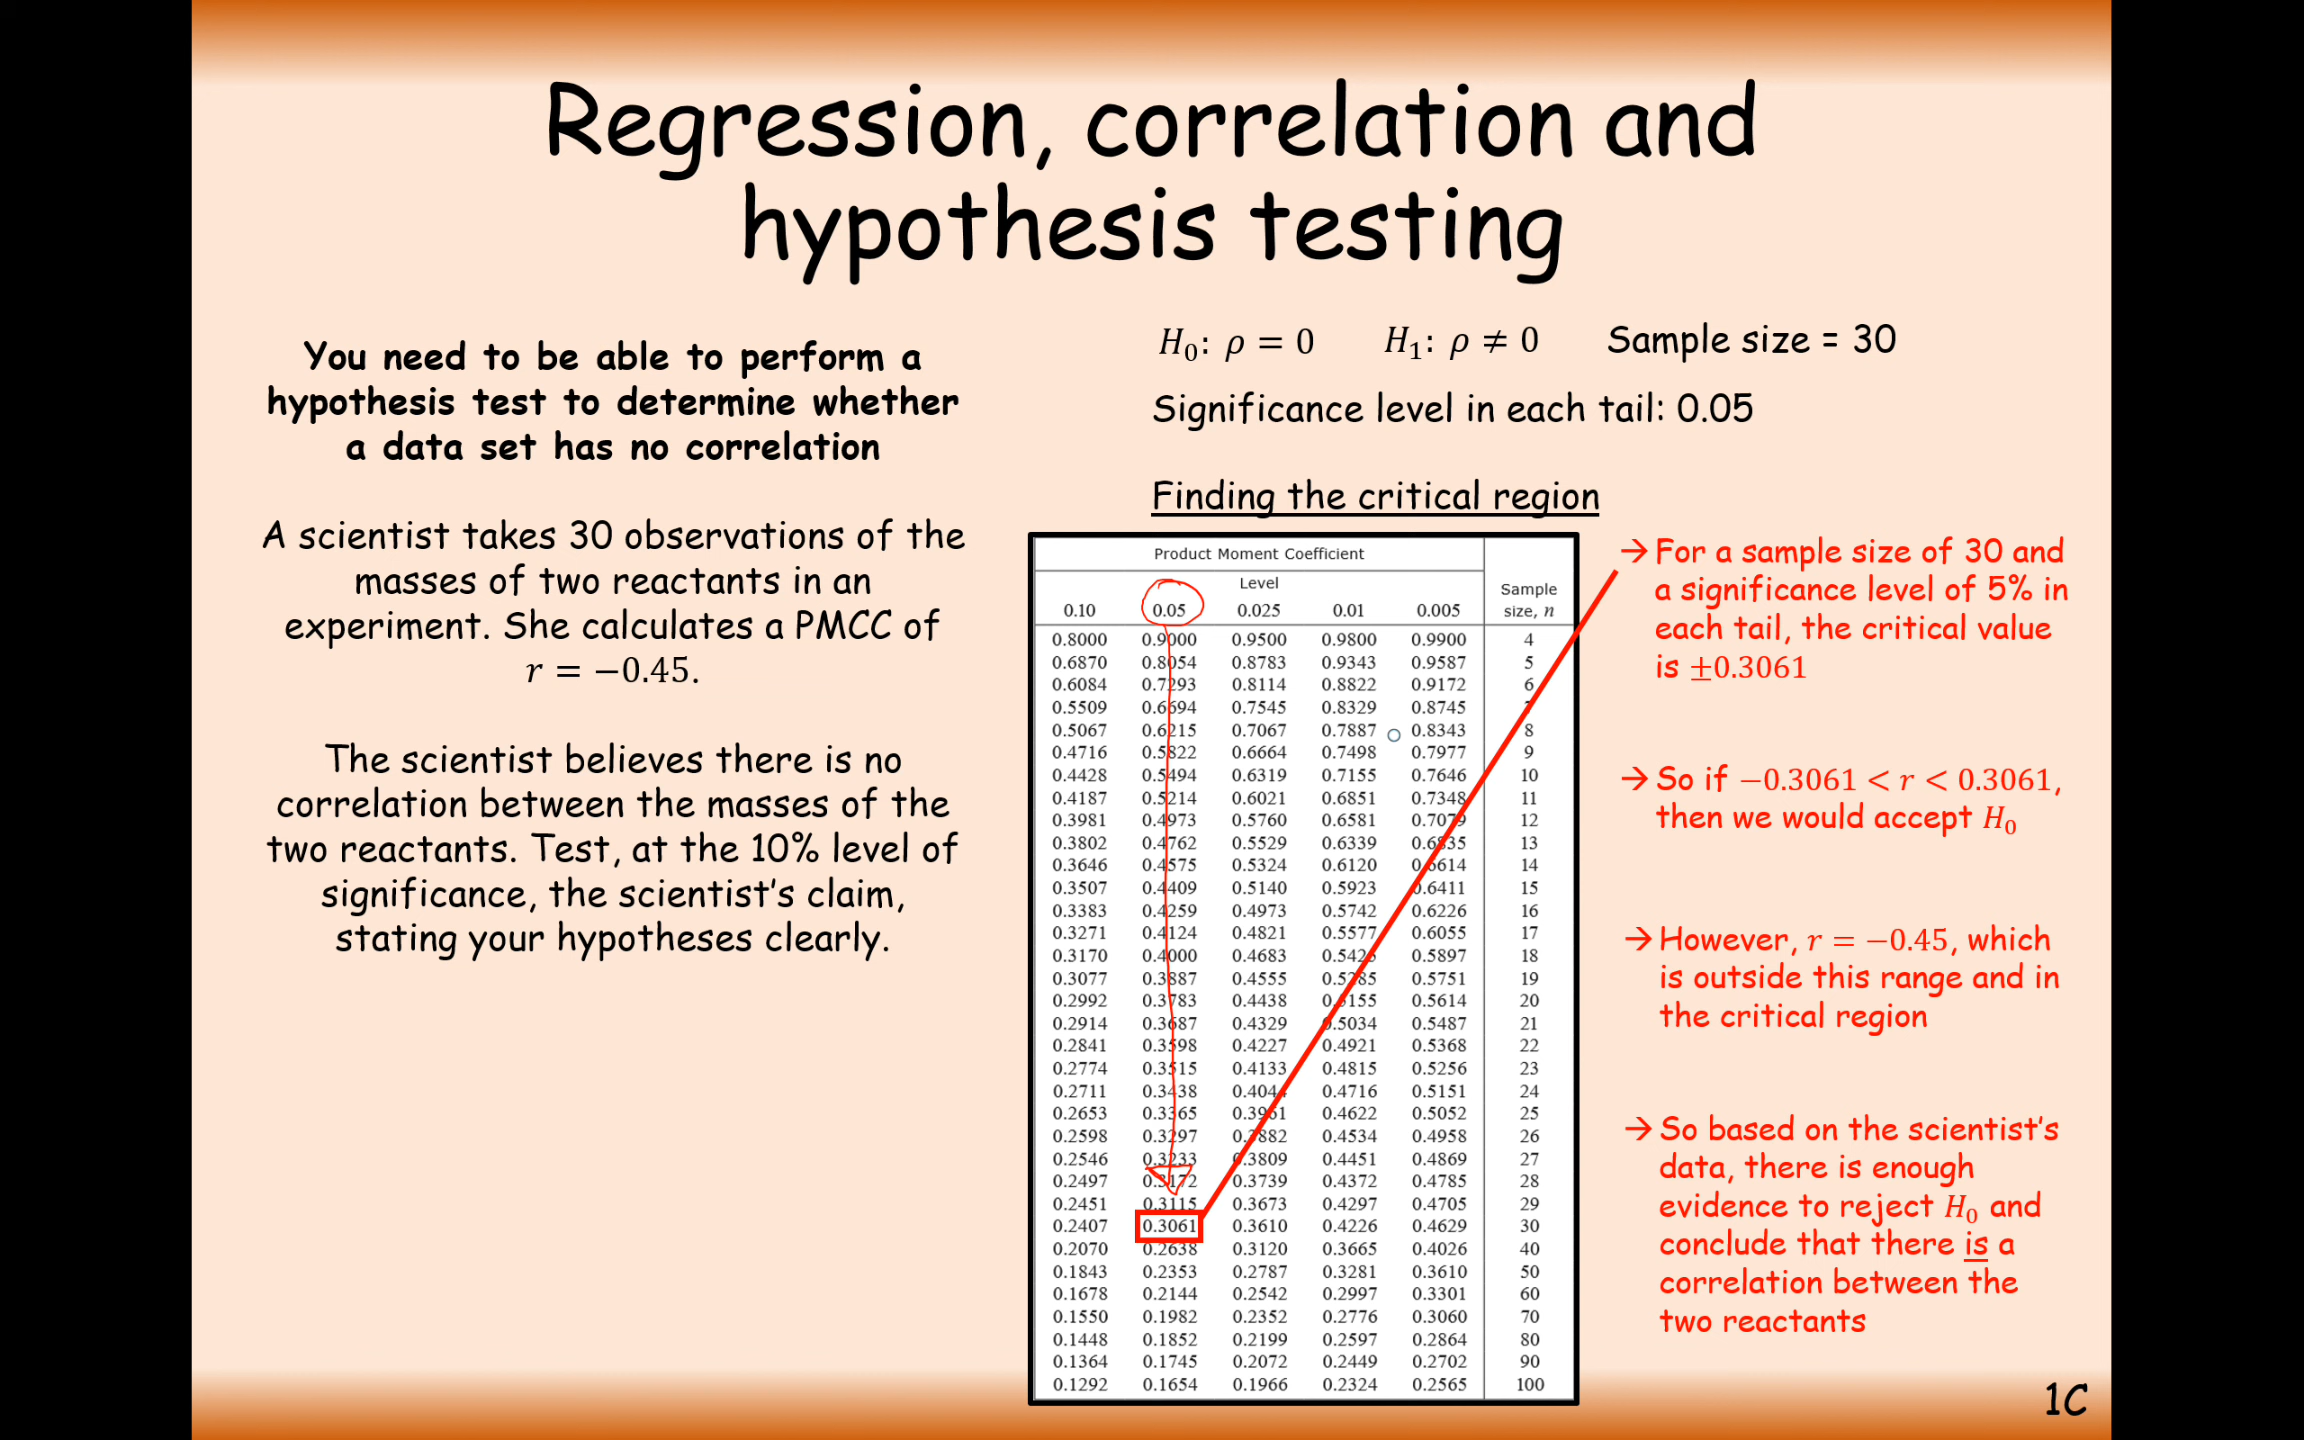 Regression, correlation and
hypothesis testing
You need to be able to perform a
hypothesis test to determine whether
a data set has no correlation
A scientist takes 30 observations of the
masses of two reactants in an
experiment. She calculates a PMCC of
r = −0.45.
The scientist believes there is no
correlation between the masses of the
two reactants. Test, at the 10% level of
significance, the scientist's claim,
stating your hypotheses clearly.
H₀: ρ = 0 H₁: ρ ≠ 0 Sample size = 30
Significance level in each tail: 0.05
Finding the critical region
Product Moment Coefficient
Level
Sample
0.10 0.05 0.025 0.01 0.005 size, n
0.8000 0.9000 0.9500 0.9800 0.9900 4
0.6870 0.8054 0.8783 0.9343 0.9587 5
0.6084 0.7293 0.8114 0.8822 0.9172 6
0.5509 0.6694 0.7545 0.8329 0.8745 7
0.5067 0.6215 0.7067 0.7887 0.8343 8
0.4716 0.5822 0.6664 0.7498 0.7977 9
0.4428 0.5494 0.6319 0.7155 0.7646 10
0.4187 0.5214 0.6021 0.6851 0.7348 11
0.3981 0.4973 0.5760 0.6581 0.7079 12
0.3802 0.4762 0.5529 0.6339 0.6835 13
0.3646 0.4575 0.5324 0.6120 0.6614 14
0.3507 0.4409 0.5140 0.5923 0.6411 15
0.3383 0.4259 0.4973 0.5742 0.6226 16
0.3271 0.4124 0.4821 0.5577 0.6055 17
0.3170 0.4000 0.4683 0.5425 0.5897 18
0.3077 0.3887 0.4555 0.5285 0.5751 19
0.2992 0.3783 0.4438 0.5155 0.5614 20
0.2914 0.3687 0.4329 0.5034 0.5487 21
0.2841 0.3598 0.4227 0.4921 0.5368 22
0.2774 0.3515 0.4133 0.4815 0.5256 23
0.2711 0.3438 0.4044 0.4716 0.5151 24
0.2653 0.3365 0.3961 0.4622 0.5052 25
0.2598 0.3297 0.3882 0.4534 0.4958 26
0.2546 0.3233 0.3809 0.4451 0.4869 27
0.2497 0.3172 0.3739 0.4372 0.4785 28
0.2451 0.3115 0.3673 0.4297 0.4705 29
0.2407 0.3061 0.3610 0.4226 0.4629 30
0.2070 0.2638 0.3120 0.3665 0.4026 40
0.1843 0.2353 0.2787 0.3281 0.3610 50
0.1678 0.2144 0.2542 0.2997 0.3301 60
0.1550 0.1982 0.2352 0.2776 0.3060 70
0.1448 0.1852 0.2199 0.2597 0.2864 80
0.1364 0.1745 0.2072 0.2449 0.2702 90
0.1292 0.1654 0.1966 0.2324 0.2565 100
→ For a sample size of 30 and
a significance level of 5% in
each tail, the critical value
is ±0.3061
→ So if −0.3061 < r < 0.3061,
then we would accept H₀
→ However, r = −0.45, which
is outside this range and in
the critical region
→ So based on the scientist's
data, there is enough
evidence to reject H₀ and
conclude that there is a
correlation between the
two reactants
1C